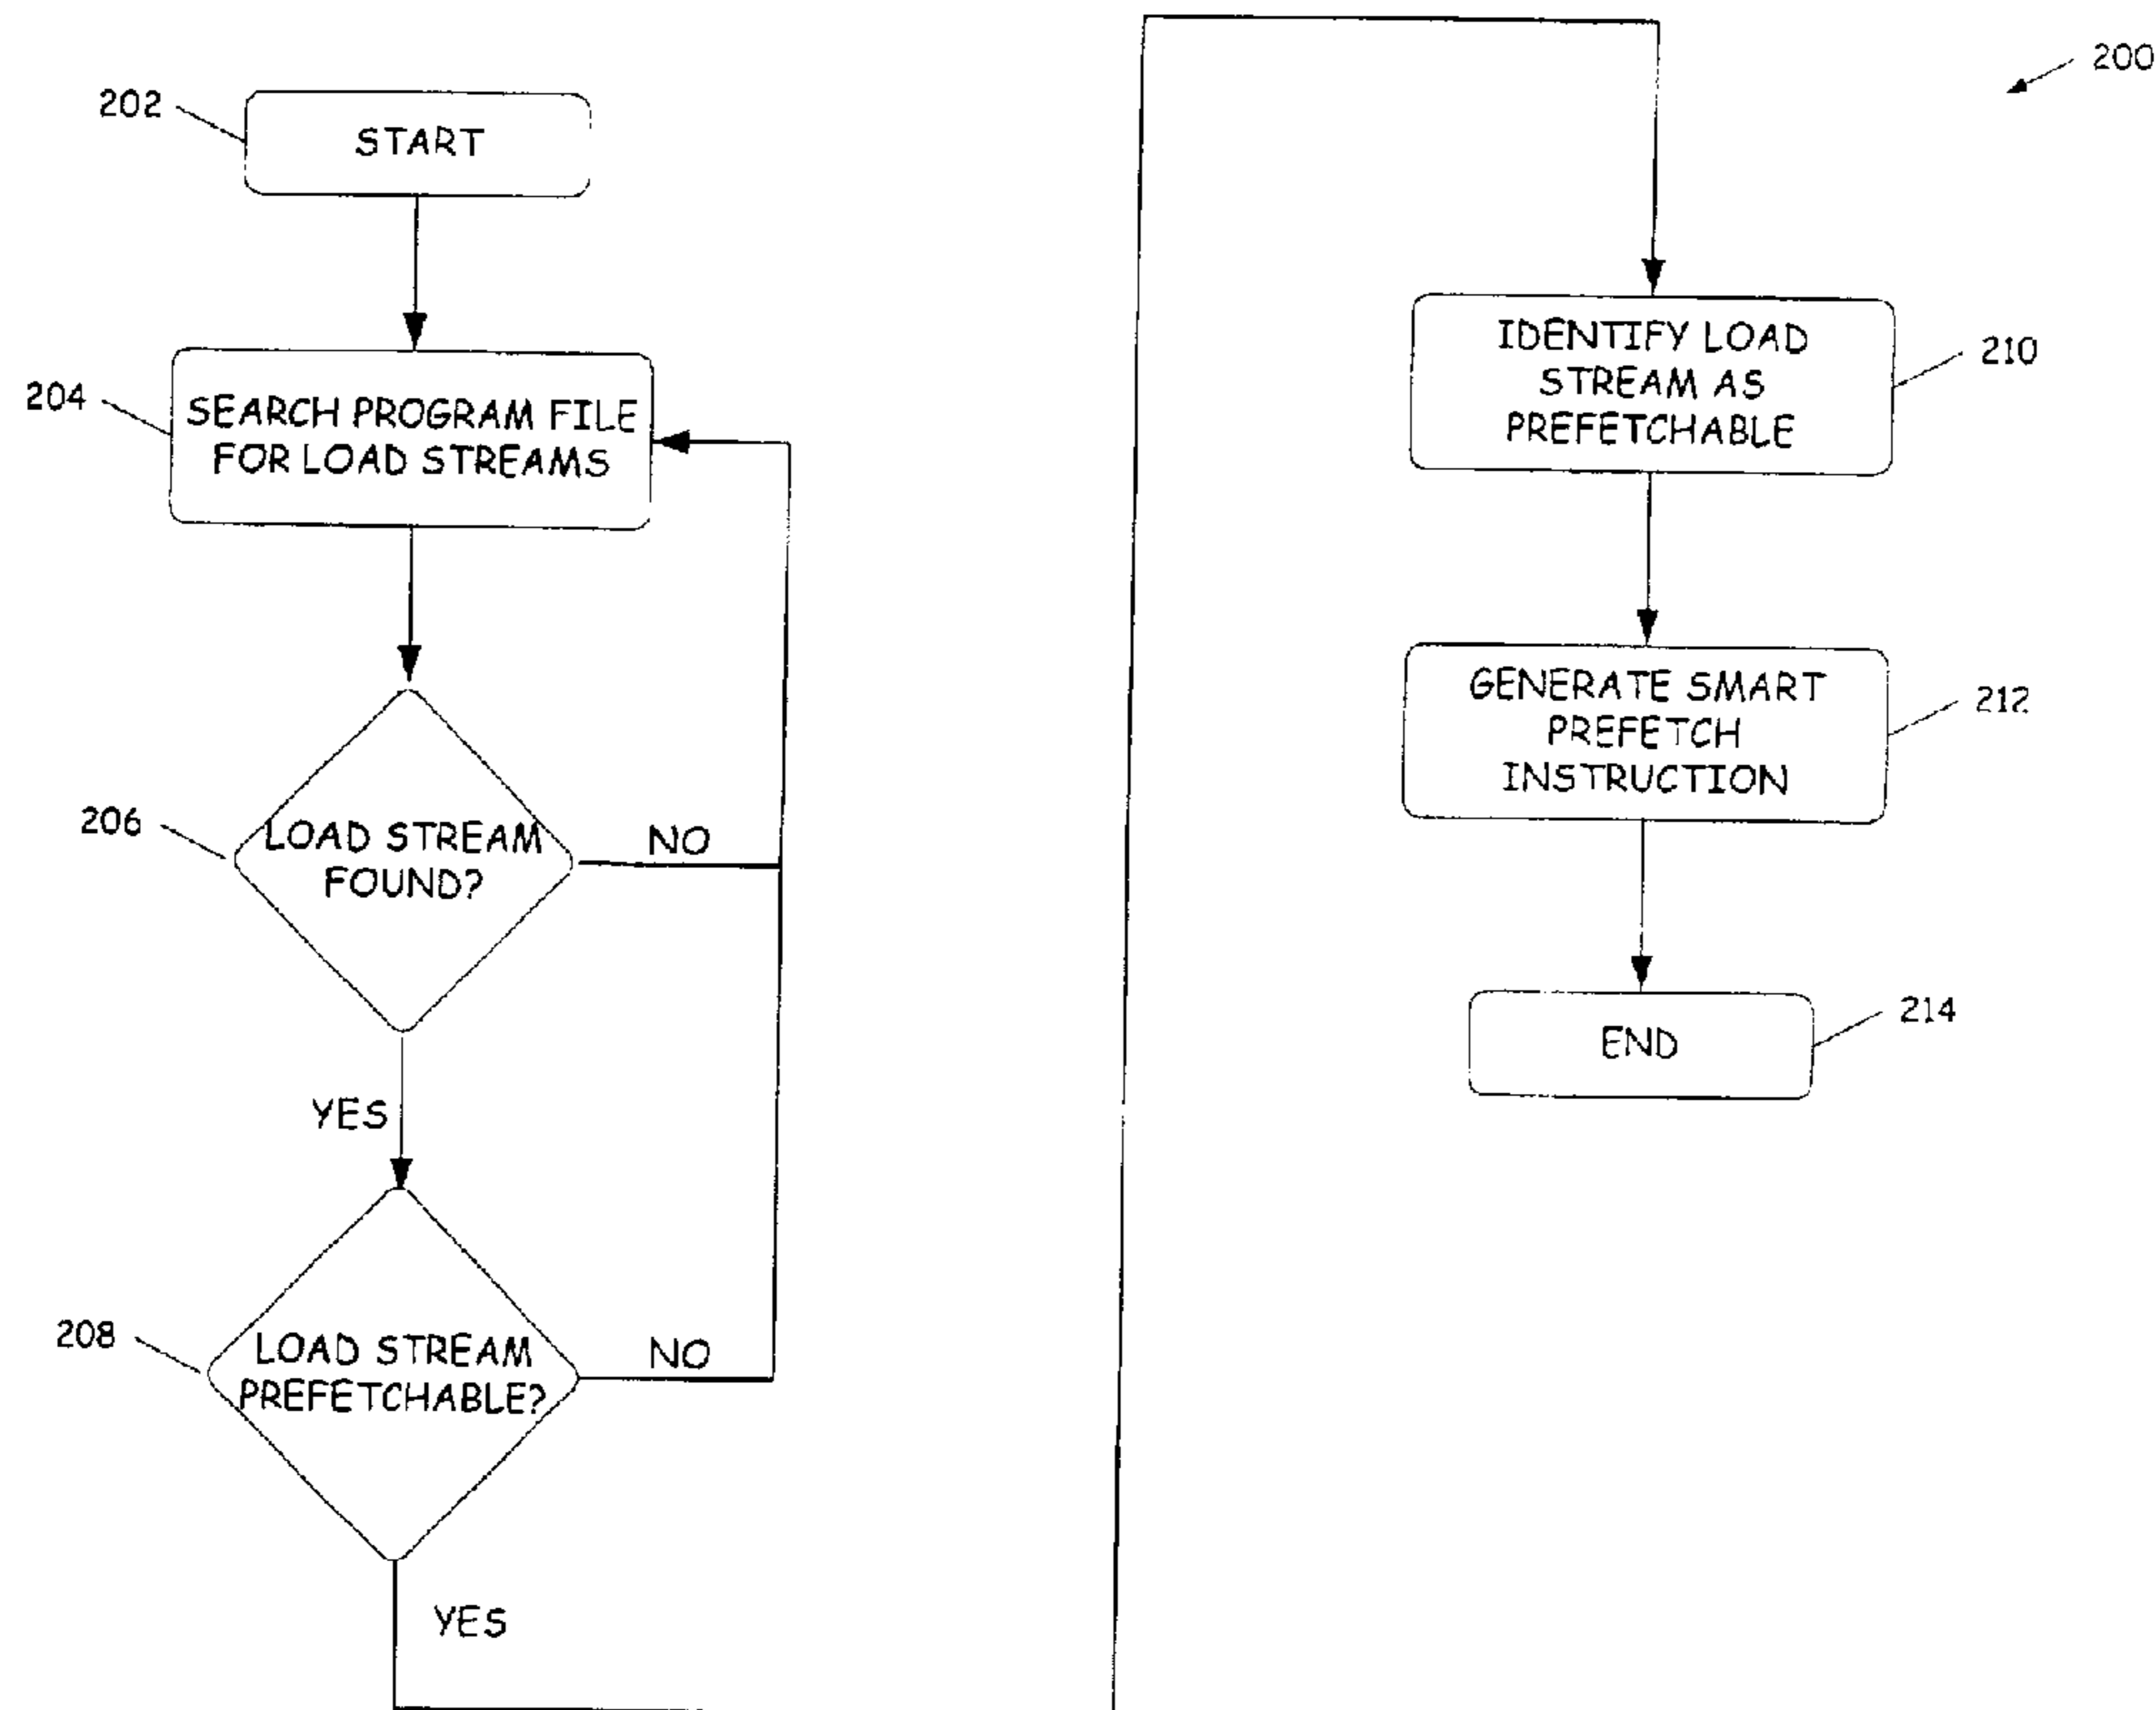 200
202
START
204
SEARCH PROGRAM FILE
FOR LOAD STREAMS
206
LOAD STREAM
FOUND?
NO
YES
208
LOAD STREAM
PREFETCHABLE?
NO
YES
IDENTIFY LOAD
STREAM AS
PREFETCHABLE
210
GENERATE SMART
PREFETCH
INSTRUCTION
212
END
214